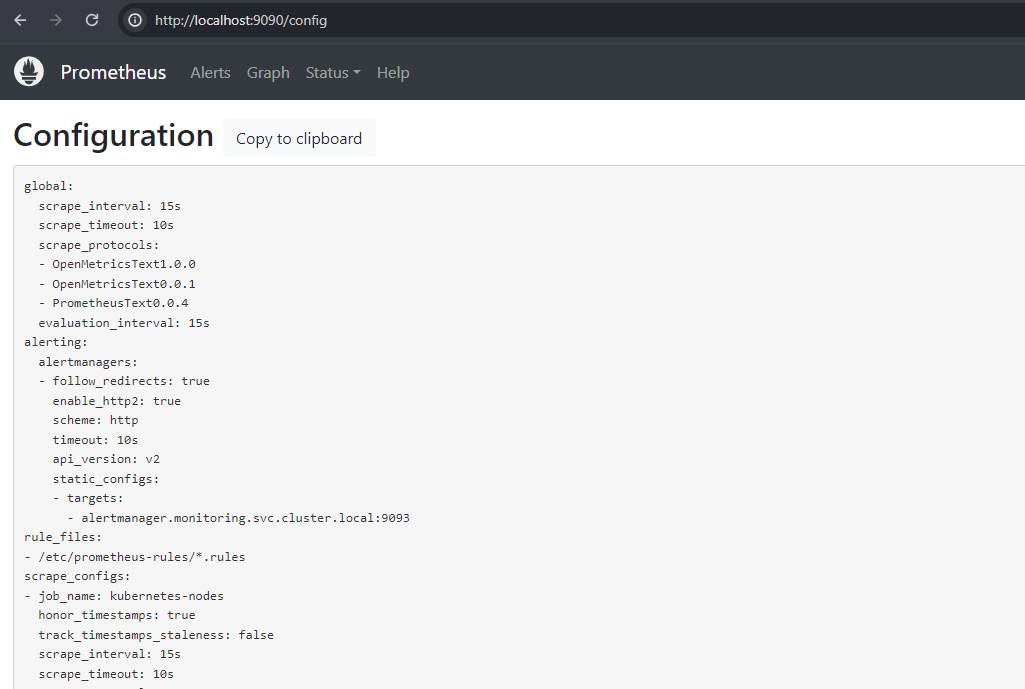 http://localhost:9090/config
Prometheus Alerts Graph Status Help
Configuration Copy to clipboard
global:
  scrape_interval: 15s
  scrape_timeout: 10s
  scrape_protocols:
  - OpenMetricsText1.0.0
  - OpenMetricsText0.0.1
  - PrometheusText0.0.4
  evaluation_interval: 15s
alerting:
  alertmanagers:
  - follow_redirects: true
    enable_http2: true
    scheme: http
    timeout: 10s
    api_version: v2
    static_configs:
    - targets:
      - alertmanager.monitoring.svc.cluster.local:9093
rule_files:
- /etc/prometheus-rules/*.rules
scrape_configs:
- job_name: kubernetes-nodes
  honor_timestamps: true
  track_timestamps_staleness: false
  scrape_interval: 15s
  scrape_timeout: 10s